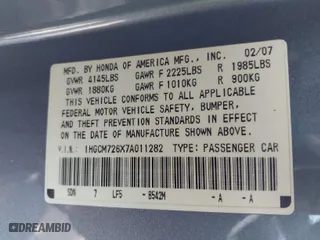 MFD. BY HONDA OF AMERICA MFG., INC. 02/07
GVWR 4145LBS GAWR F 2225LBS R 1985LBS
GVWR 1880KG GAWR F 1010KG R 900KG
THIS VEHICLE CONFORMS TO ALL APPLICABLE
FEDERAL MOTOR VEHICLE SAFETY, BUMPER,
AND THEFT PREVENTION STANDARDS IN EFFECT ON
THE DATE OF MANUFACTURE SHOWN ABOVE.
V.I.N. 1HGCM726X7A011282 TYPE: PASSENGER CAR
SDN 7 LF5 - B542M - A - A
DREAMBID